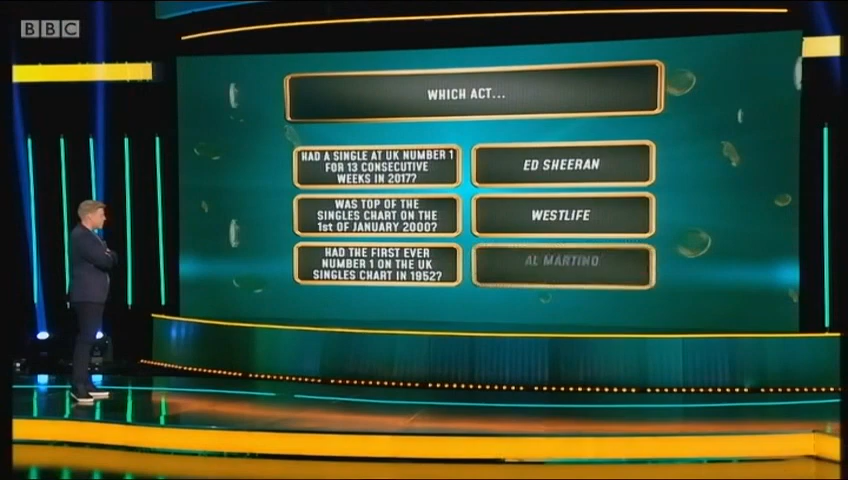 BBC
WHICH ACT...
HAD A SINGLE AT UK NUMBER 1
FOR 13 CONSECUTIVE
WEEKS IN 2017?
ED SHEERAN
WAS TOP OF THE
SINGLES CHART ON THE
1st OF JANUARY 2000?
WESTLIFE
HAD THE FIRST EVER
NUMBER 1 ON THE UK
SINGLES CHART IN 1952?
AL MARTINO